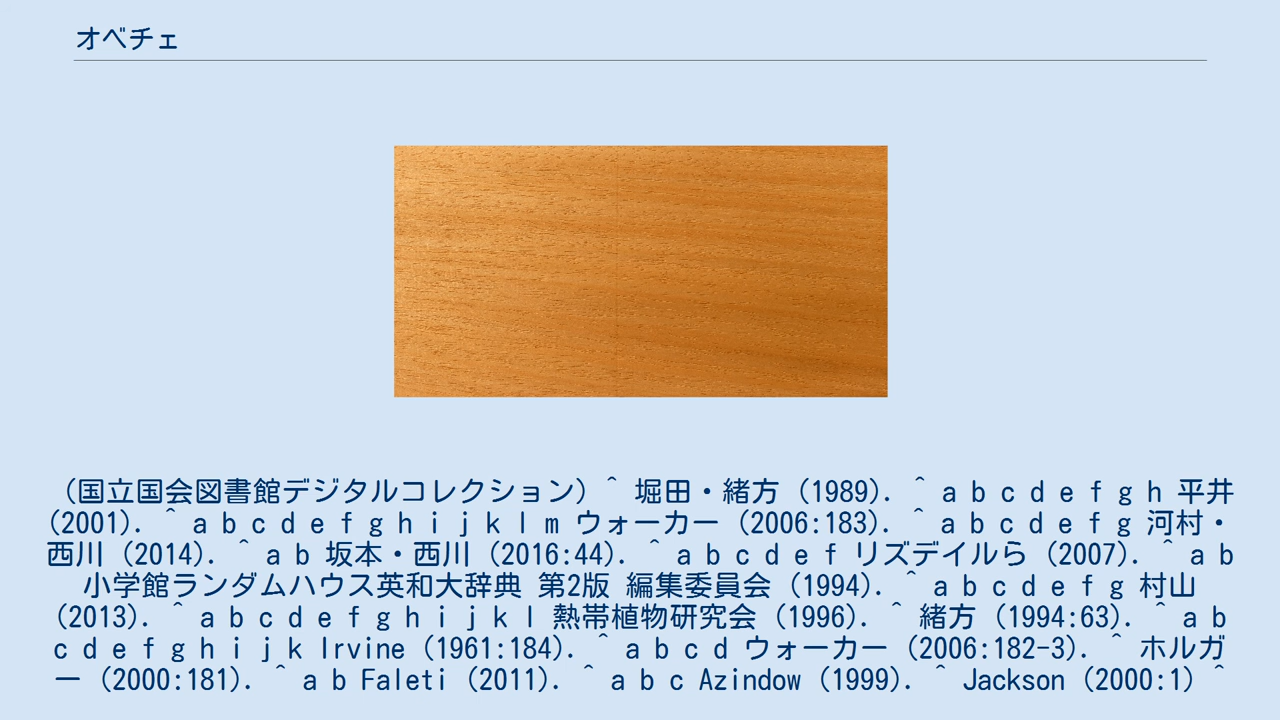 オベチェ
（国立国会図書館デジタルコレクション）^ 堀田・緒方 (1989). ^ a b c d e f g h 平井
(2001). ^ a b c d e f g h i j k l m ウォーカー (2006:183). ^ a b c d e f g 河村・
西川 (2014). ^ a b 坂本・西川 (2016:44). ^ a b c d e f リズデイルら (2007). ^ a b
小学館ランダムハウス英和大辞典 第2版 編集委員会 (1994). ^ a b c d e f g 村山
(2013). ^ a b c d e f g h i j k l 熱帯植物研究会 (1996). ^ 緒方 (1994:63). ^ a b
c d e f g h i j k Irvine (1961:184). ^ a b c d ウォーカー (2006:182-3). ^ ホルガ
ー (2000:181). ^ a b Faleti (2011). ^ a b c Azindow (1999). ^ Jackson (2000:1) ^